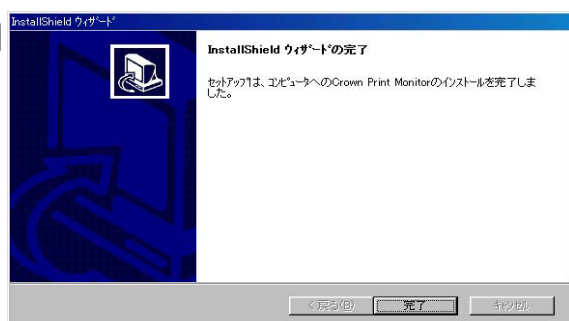 InstallShield ウィザード
InstallShield ウィザードの完了
セットアップは、コンピュータへのCrown Print Monitorのインストールを完了しま
した。
< 戻る(B)
完了
キャンセル